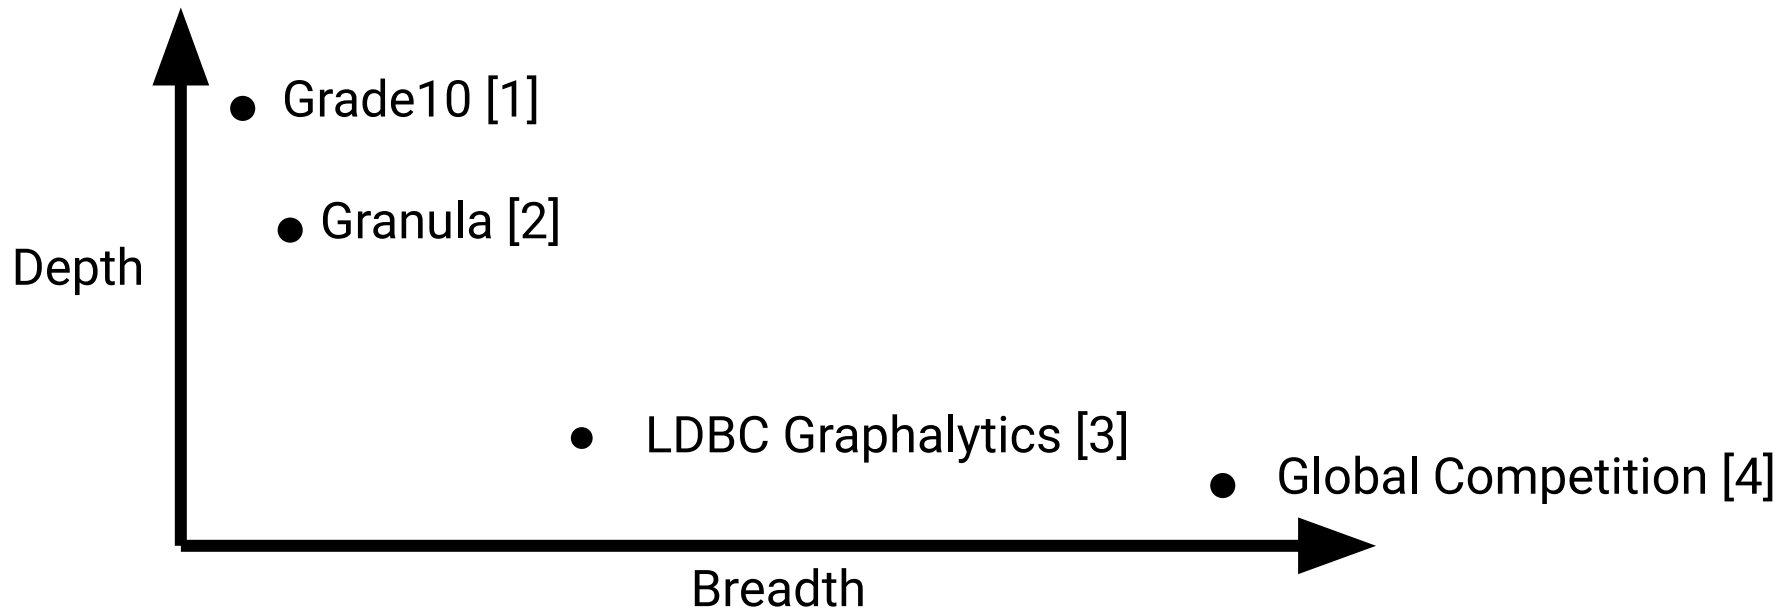 Grade10 [1]
Granula [2]
Depth
LDBC Graphalytics [3]
Global Competition [4]
Breadth